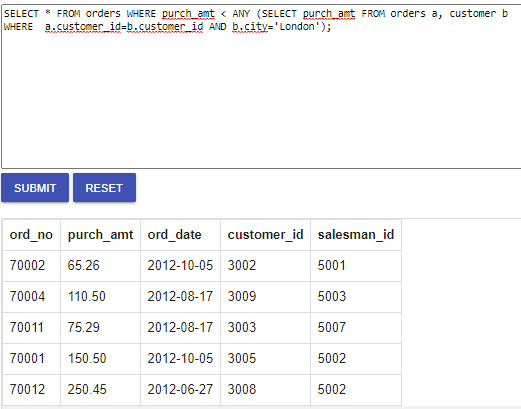 SELECT * FROM orders WHERE purch_amt < ANY (SELECT purch_amt FROM orders a, customer b
WHERE  a.customer_id=b.customer_id AND b.city='London');
SUBMIT RESET
ord_no purch_amt ord_date customer_id salesman_id
70002 65.26 2012-10-05 3002 5001
70004 110.50 2012-08-17 3009 5003
70011 75.29 2012-08-17 3003 5007
70001 150.50 2012-10-05 3005 5002
70012 250.45 2012-06-27 3008 5002